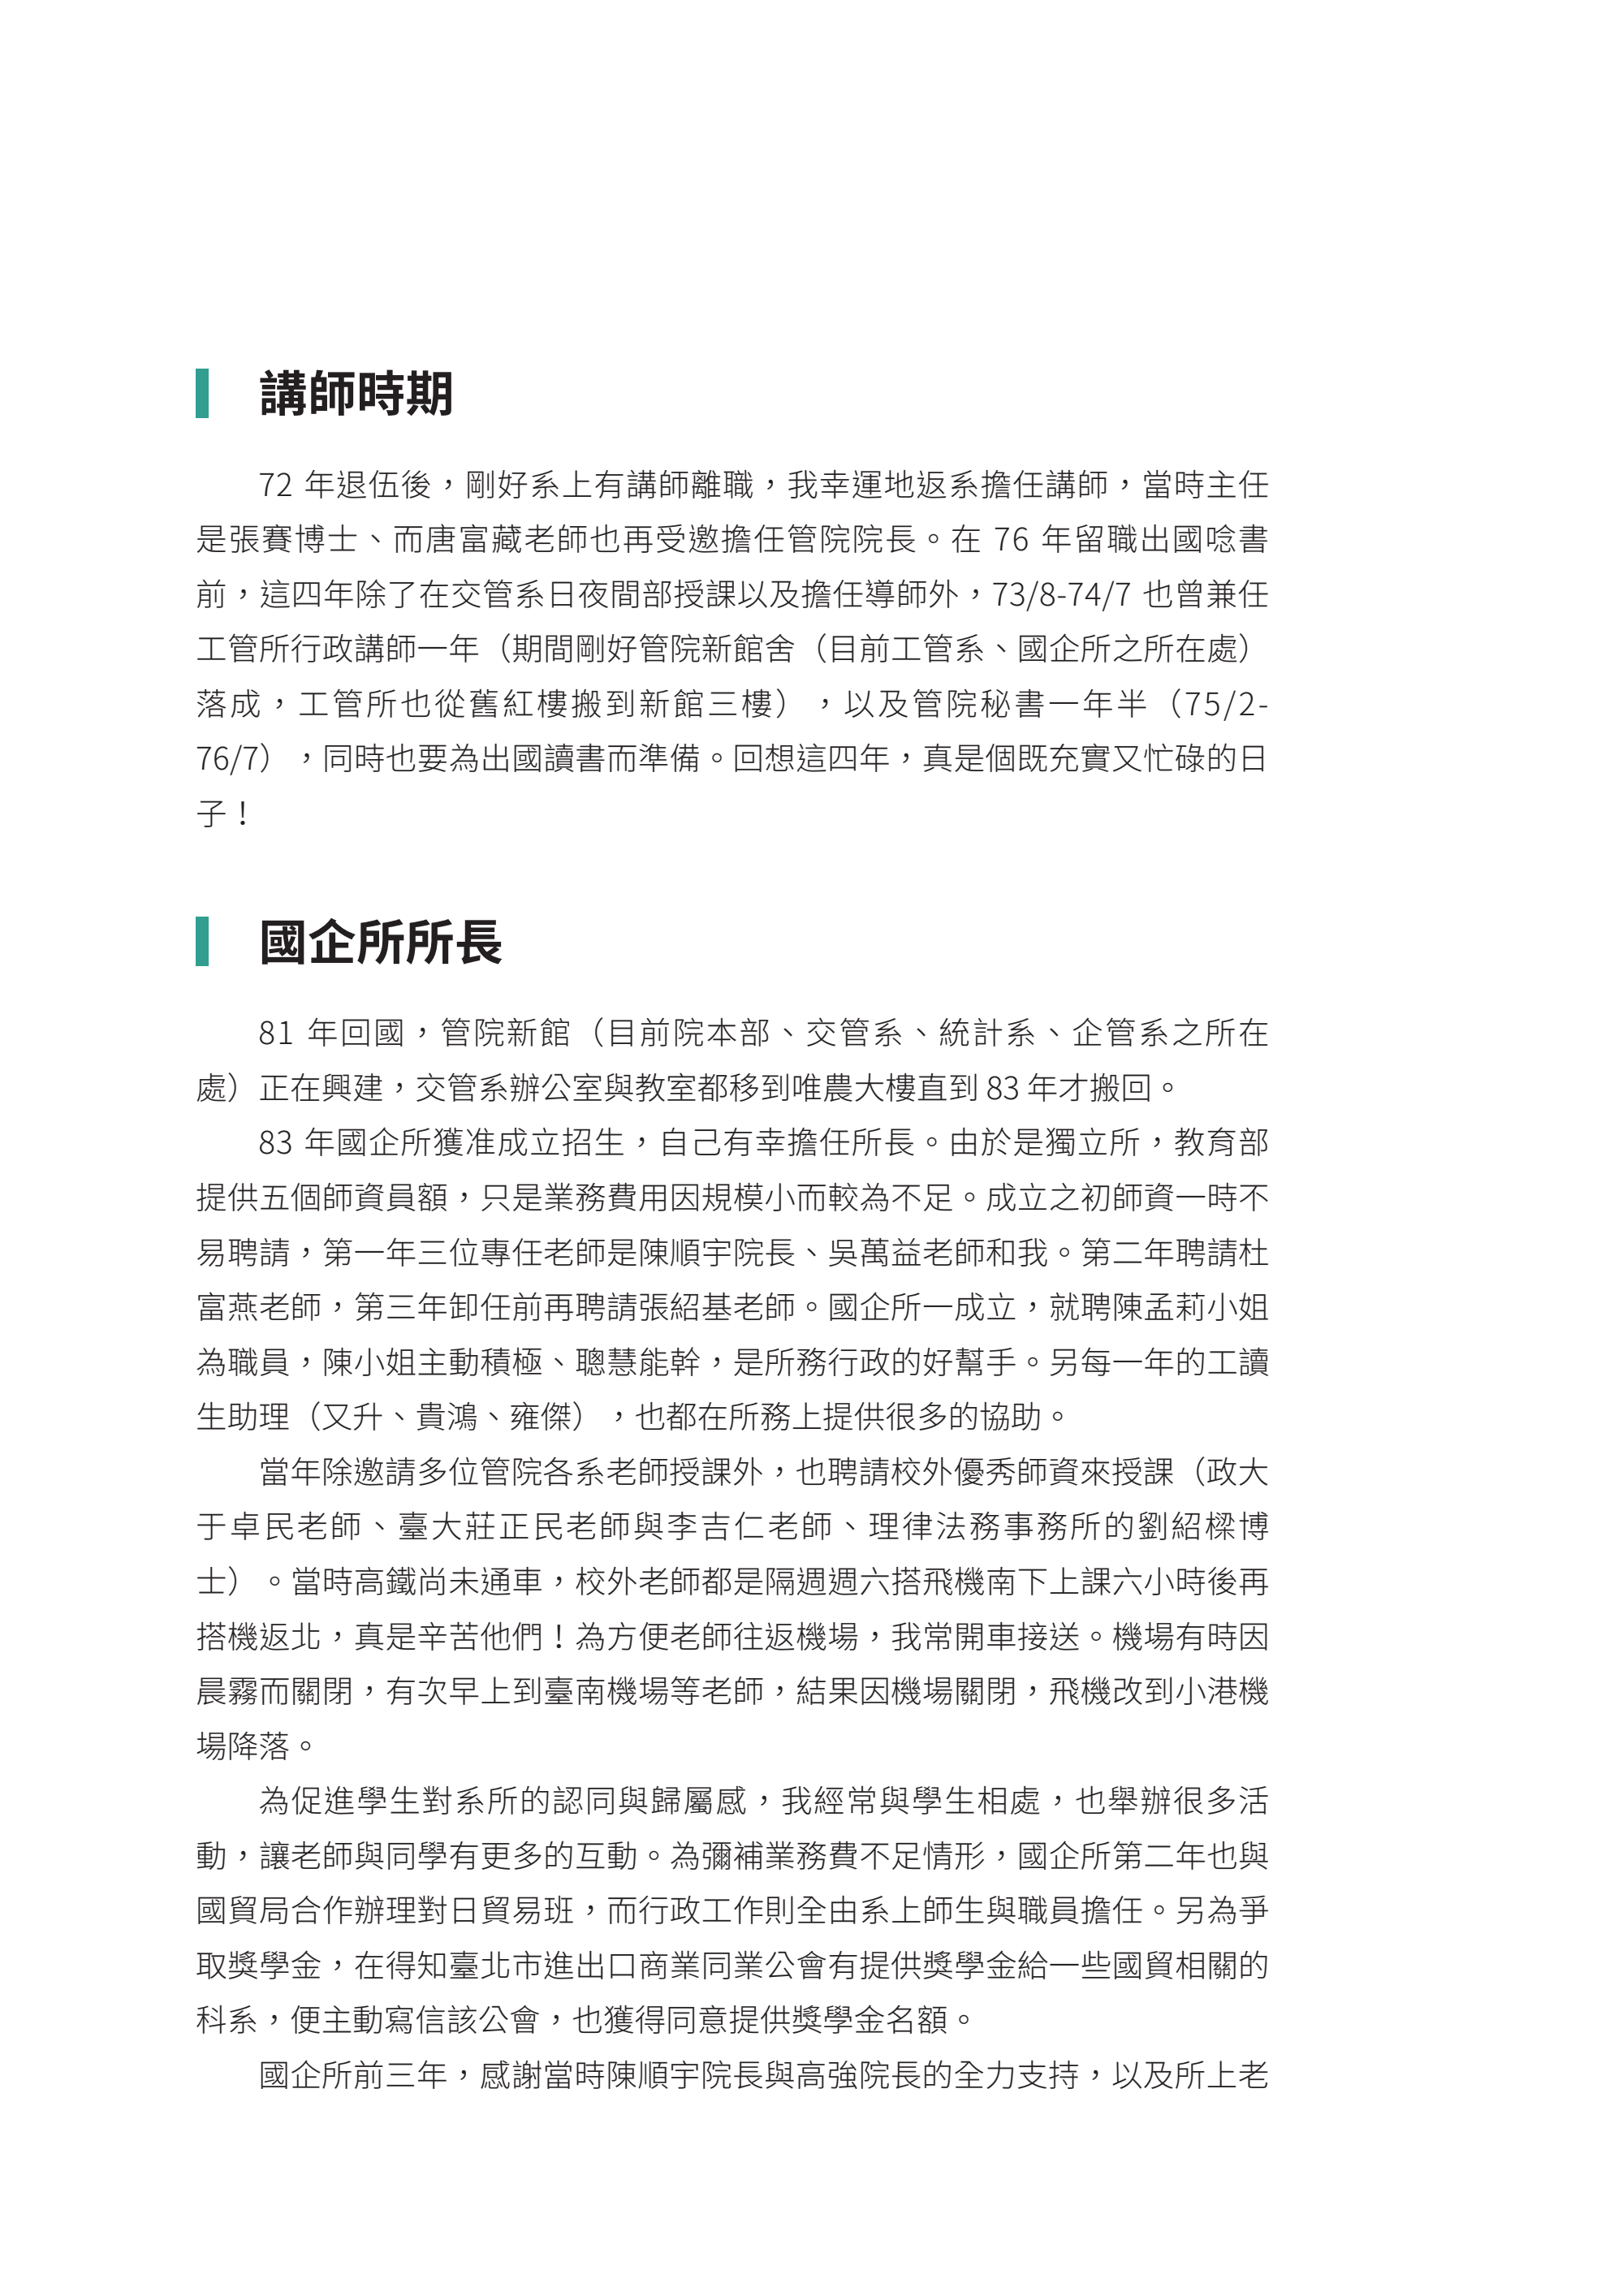 講師時期
72 年退伍後，剛好系上有講師離職，我幸運地返系擔任講師，當時主任
是張賽博士、而唐富藏老師也再受邀擔任管院院長。在 76 年留職出國唸書
前，這四年除了在交管系日夜間部授課以及擔任導師外，73/8-74/7 也曾兼任
工管所行政講師一年（期間剛好管院新館舍（目前工管系、國企所之所在處）
落成，工管所也從舊紅樓搬到新館三樓），以及管院秘書一年半（75/2-
76/7），同時也要為出國讀書而準備。回想這四年，真是個既充實又忙碌的日
子！
國企所所長
81 年回國，管院新館（目前院本部、交管系、統計系、企管系之所在
處）正在興建，交管系辦公室與教室都移到唯農大樓直到 83 年才搬回。
83 年國企所獲准成立招生，自己有幸擔任所長。由於是獨立所，教育部
提供五個師資員額，只是業務費用因規模小而較為不足。成立之初師資一時不
易聘請，第一年三位專任老師是陳順宇院長、吳萬益老師和我。第二年聘請杜
富燕老師，第三年卸任前再聘請張紹基老師。國企所一成立，就聘陳孟莉小姐
為職員，陳小姐主動積極、聰慧能幹，是所務行政的好幫手。另每一年的工讀
生助理（又升、貴鴻、雍傑），也都在所務上提供很多的協助。
當年除邀請多位管院各系老師授課外，也聘請校外優秀師資來授課（政大
于卓民老師、臺大莊正民老師與李吉仁老師、理律法務事務所的劉紹樑博
士）。當時高鐵尚未通車，校外老師都是隔週週六搭飛機南下上課六小時後再
搭機返北，真是辛苦他們！為方便老師往返機場，我常開車接送。機場有時因
晨霧而關閉，有次早上到臺南機場等老師，結果因機場關閉，飛機改到小港機
場降落。
為促進學生對系所的認同與歸屬感，我經常與學生相處，也舉辦很多活
動，讓老師與同學有更多的互動。為彌補業務費不足情形，國企所第二年也與
國貿局合作辦理對日貿易班，而行政工作則全由系上師生與職員擔任。另為爭
取獎學金，在得知臺北市進出口商業同業公會有提供獎學金給一些國貿相關的
科系，便主動寫信該公會，也獲得同意提供獎學金名額。
國企所前三年，感謝當時陳順宇院長與高強院長的全力支持，以及所上老